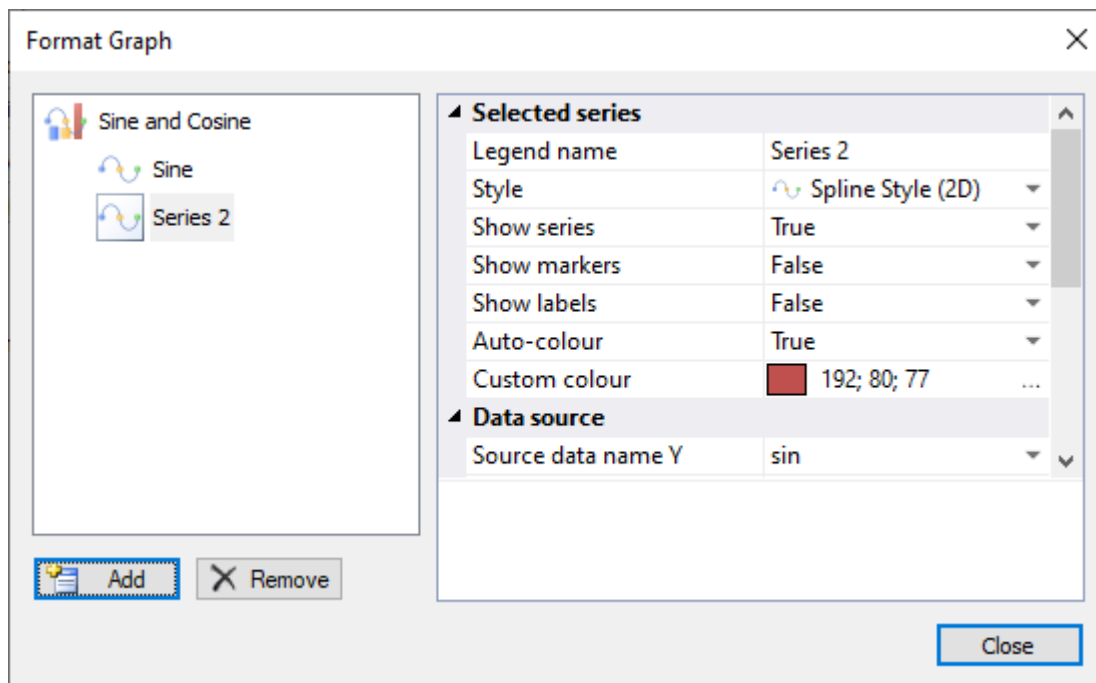 Format Graph
Sine and Cosine
Sine
Series 2
Add
Remove
Selected series
Legend name Series 2
Style Spline Style (2D)
Show series True
Show markers False
Show labels False
Auto-colour True
Custom colour 192; 80; 77 ...
Data source
Source data name Y sin
Close